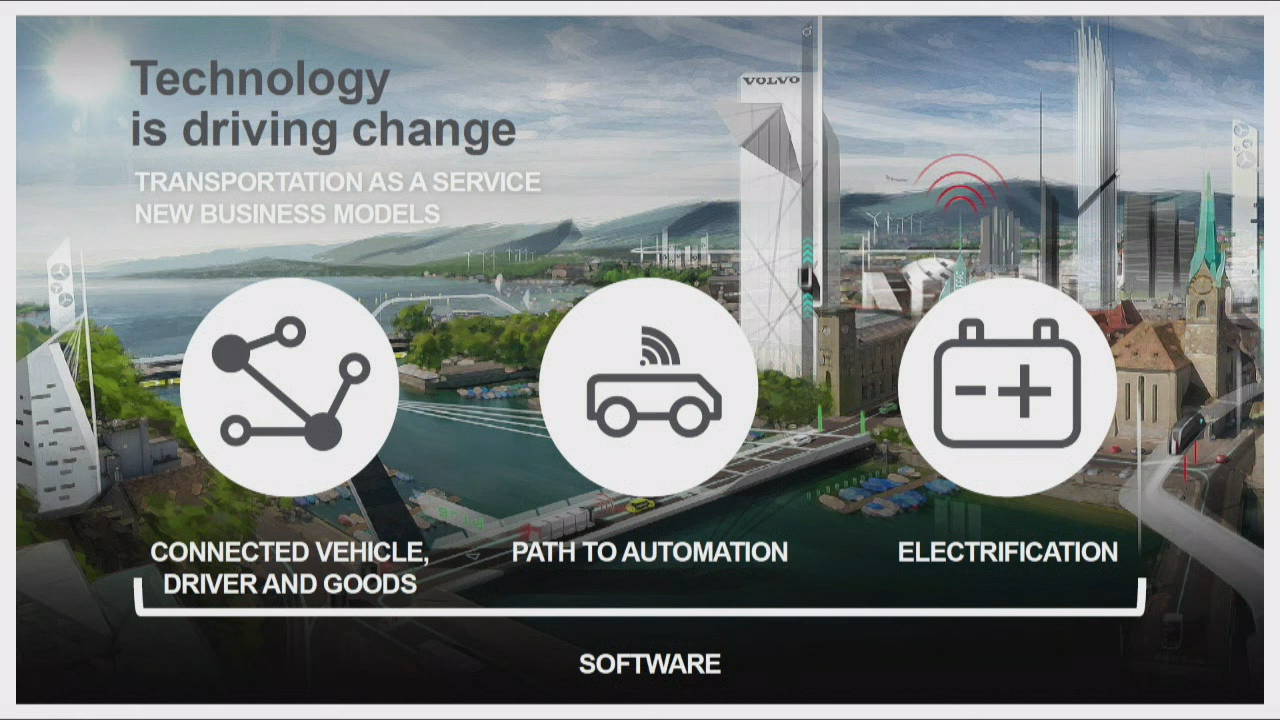 Technology
is driving change
TRANSPORTATION AS A SERVICE
NEW BUSINESS MODELS
VOLVO
CONNECTED VEHICLE,
DRIVER AND GOODS
PATH TO AUTOMATION
ELECTRIFICATION
SOFTWARE